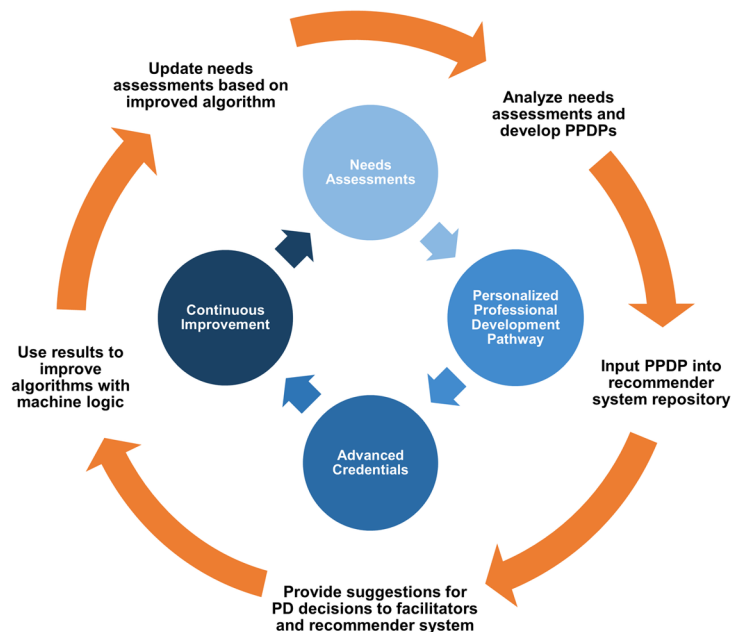 Update needs
assessments based on
improved algorithm
Analyze needs
assessments and
develop PPDPs
Needs
Assessments
Continuous
Improvement
Personalized
Professional
Development
Pathway
Use results to
improve
algorithms with
machine logic
Input PPDP into
recommender
system repository
Advanced
Credentials
Provide suggestions for
PD decisions to facilitators
and recommender system